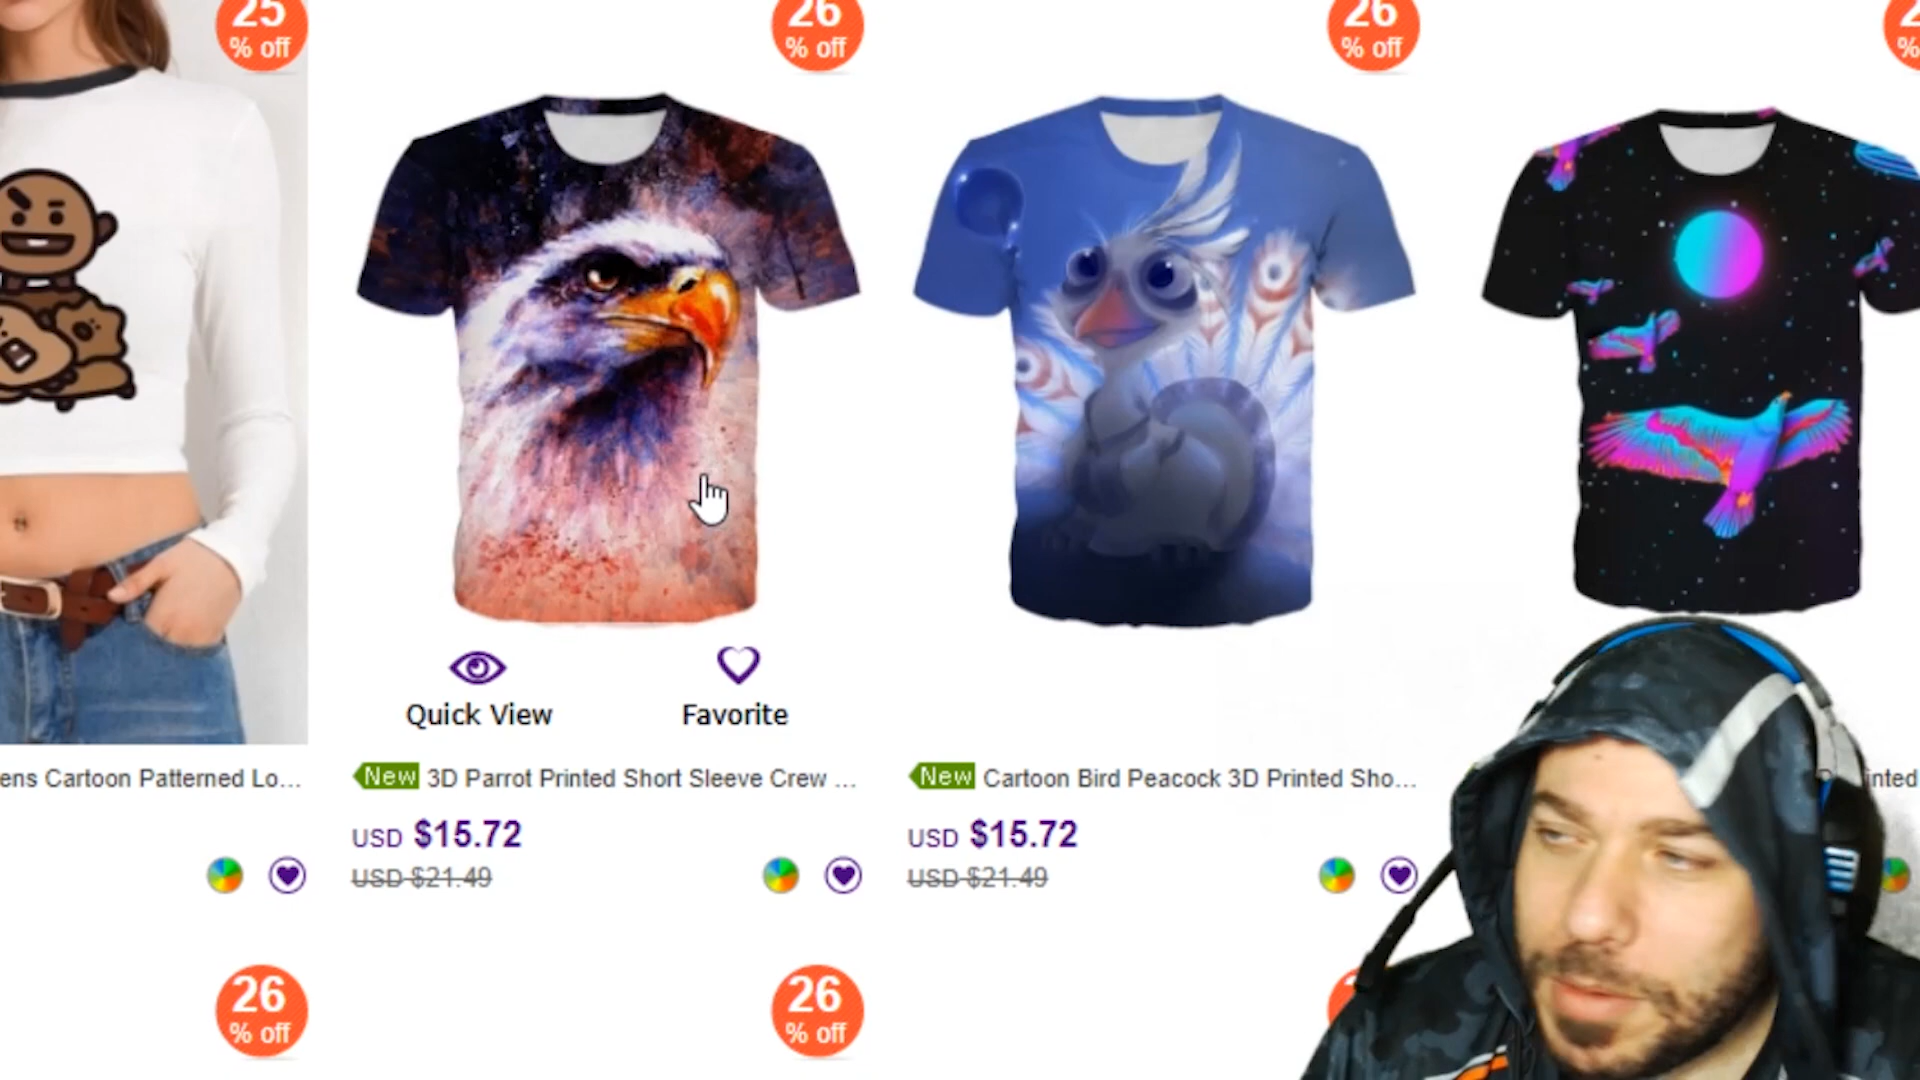 25
% off
26
% off
26
% off
Quick View
Favorite
ens Cartoon Patterned Lo...
New 3D Parrot Printed Short Sleeve Crew ...
New Cartoon Bird Peacock 3D Printed Sho...
inted
USD $15.72
USD $21.49
USD $15.72
USD $21.49
26
% off
26
% off